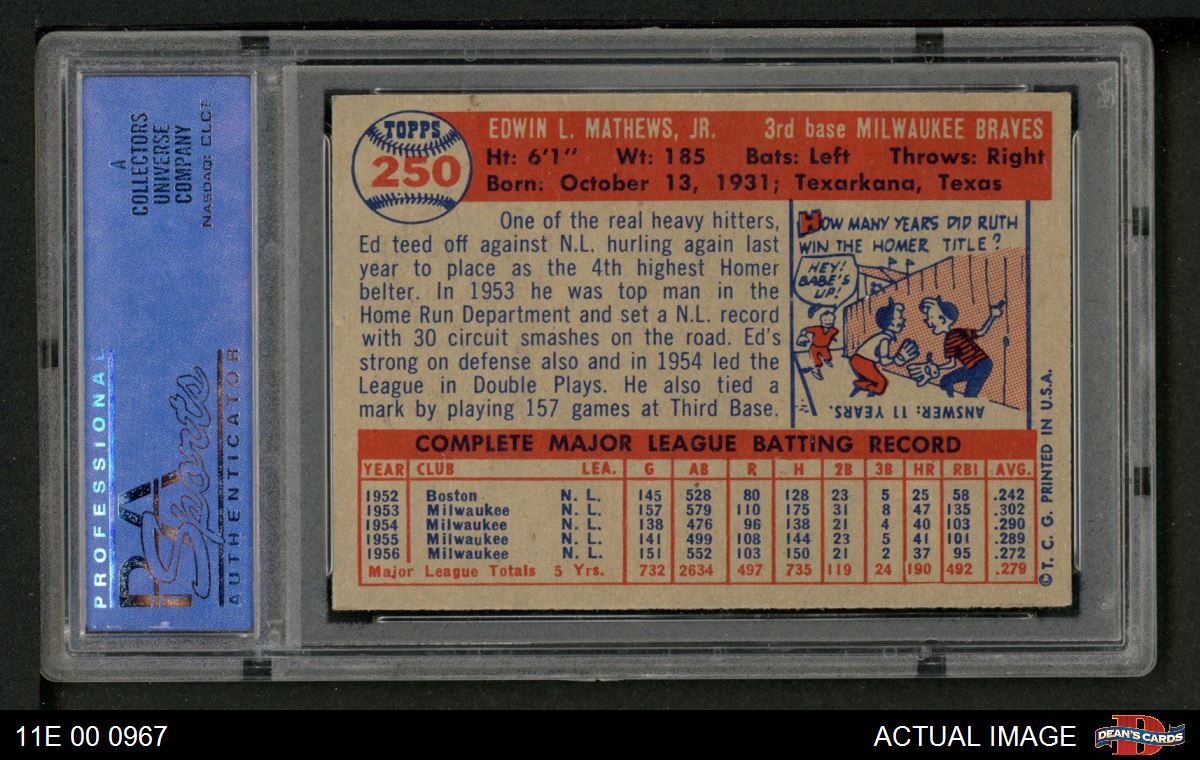 A
COLLECTORS
UNIVERSE
COMPANY
NASDAQ: CLCT
PROFESSIONAL
PSA
Sports
AUTHENTICATOR
TOPPS
250
EDWIN L. MATHEWS, JR. 3rd base MILWAUKEE BRAVES
Ht: 6'1" Wt: 185 Bats: Left Throws: Right
Born: October 13, 1931; Texarkana, Texas
One of the real heavy hitters,
Ed teed off against N.L. hurling again last
year to place as the 4th highest Homer
belter. In 1953 he was top man in the
Home Run Department and set a N.L. record
with 30 circuit smashes on the road. Ed's
strong on defense also and in 1954 led the
League in Double Plays. He also tied a
mark by playing 157 games at Third Base.
HOW MANY YEARS DID RUTH
WIN THE HOMER TITLE?
HEY!
BABE'S
UP!
ANSWER: 11 YEARS.
COMPLETE MAJOR LEAGUE BATTING RECORD
YEAR CLUB LEA. G AB R H 2B 3B HR RBI AVG.
1952 Boston N. L. 145 528 80 128 23 5 25 58 .242
1953 Milwaukee N. L. 157 579 110 175 31 8 47 135 .302
1954 Milwaukee N. L. 138 476 96 138 21 4 40 103 .290
1955 Milwaukee N. L. 141 499 108 144 23 5 41 101 .289
1956 Milwaukee N. L. 151 552 103 150 21 2 37 95 .272
Major League Totals 5 Yrs. 732 2634 497 735 119 24 190 492 .279
© T. C. G. PRINTED IN U.S.A.
11E 00 0967
ACTUAL IMAGE
D
DEAN'S CARDS